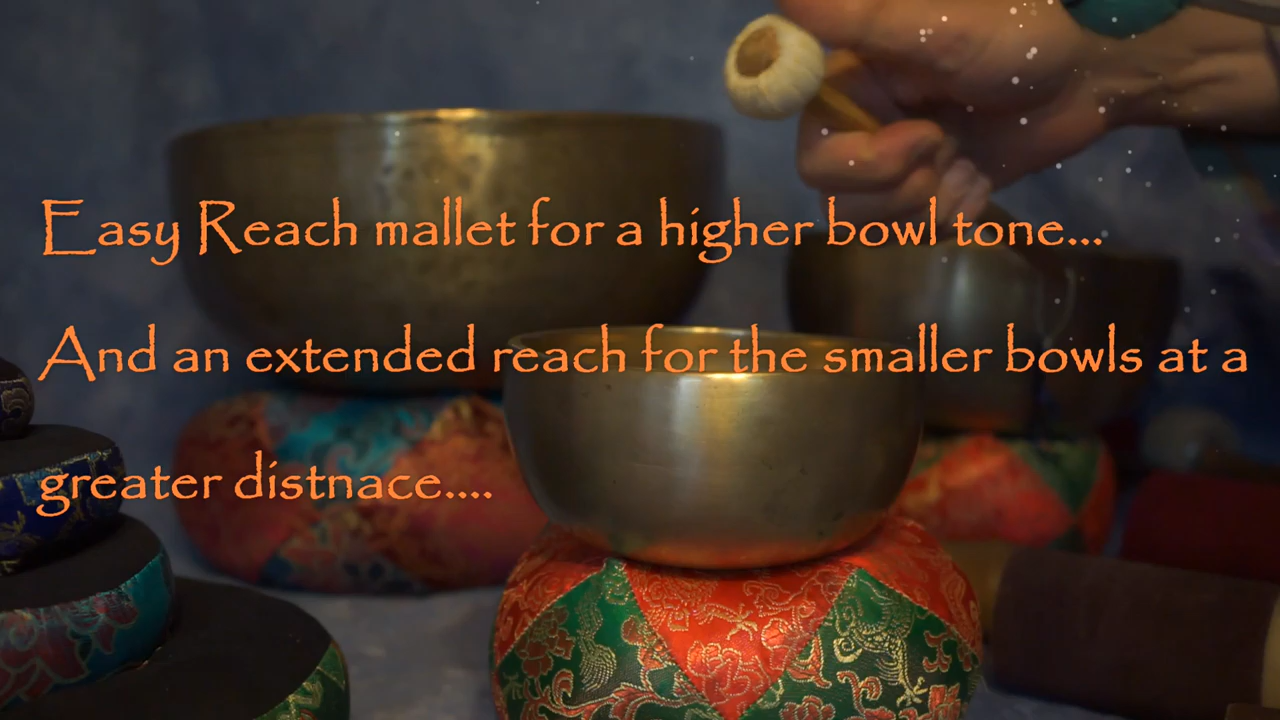 Easy Reach mallet for a higher bowl tone...
And an extended reach for the smaller bowls at a
greater distnace....